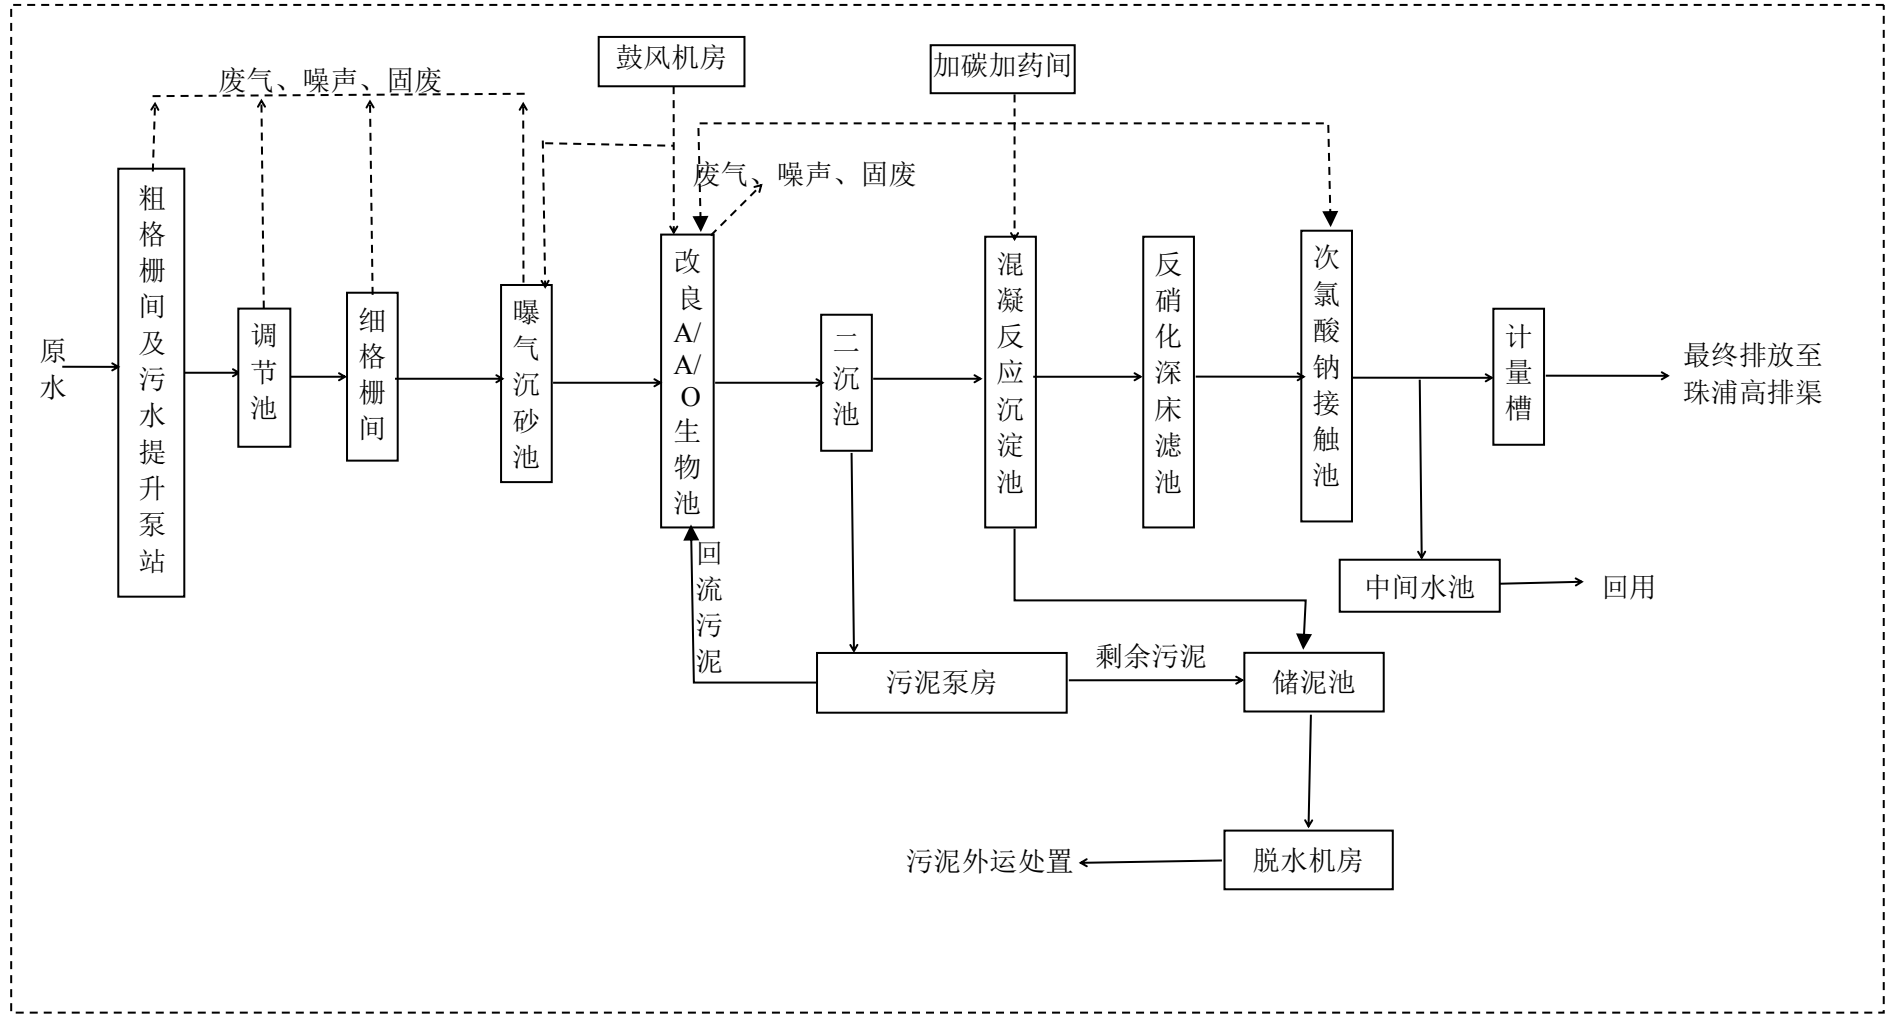 鼓风机房
加碳加药间
废气、噪声、固废
废气、噪声、固废
原水
粗格栅间及污水提升泵站
调节池
细格栅间
曝气沉砂池
改良A/A/O生物池
二沉池
混凝反应沉淀池
反硝化深床滤池
次氯酸钠接触池
计量槽
最终排放至
珠浦高排渠
回流污泥
中间水池
回用
污泥泵房
剩余污泥
储泥池
污泥外运处置
脱水机房